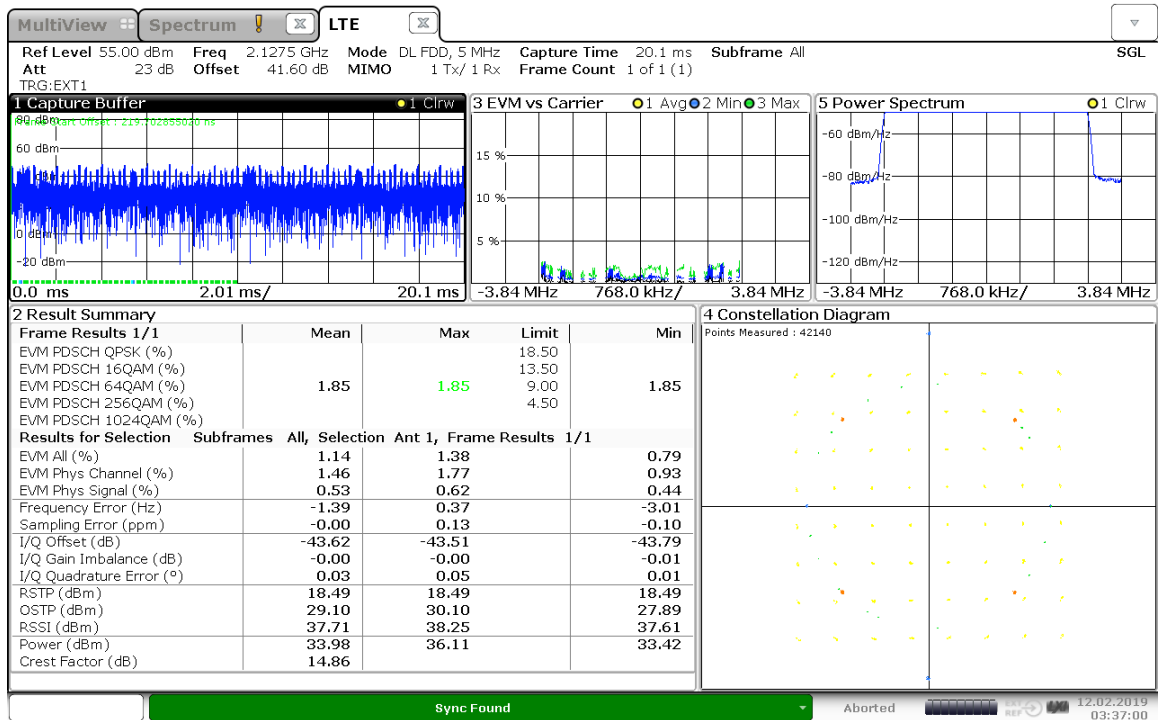 MultiView Spectrum LTE
Ref Level 55.00 dBm Freq 2.1275 GHz Mode DL FDD, 5 MHz Capture Time 20.1 ms Subframe All SGL
Att 23 dB Offset 41.60 dB MIMO 1 Tx/ 1 Rx Frame Count 1 of 1 (1)
TRG:EXT1
1 Capture Buffer 1 Clrw
80 dBm
60 dBm
0 dBm
-20 dBm
0.0 ms 2.01 ms/ 20.1 ms
3 EVM vs Carrier 1 Avg 2 Min 3 Max
15 %
10 %
5 %
-3.84 MHz 768.0 kHz/ 3.84 MHz
5 Power Spectrum 1 Clrw
-60 dBm/Hz
-80 dBm/Hz
-100 dBm/Hz
-120 dBm/Hz
-3.84 MHz 768.0 kHz/ 3.84 MHz
2 Result Summary
Frame Results 1/1 Mean Max Limit Min
EVM PDSCH QPSK (%) 18.50
EVM PDSCH 16QAM (%) 13.50
EVM PDSCH 64QAM (%) 1.85 1.85 9.00 1.85
EVM PDSCH 256QAM (%) 4.50
EVM PDSCH 1024QAM (%)
Results for Selection Subframes All, Selection Ant 1, Frame Results 1/1
EVM All (%) 1.14 1.38 0.79
EVM Phys Channel (%) 1.46 1.77 0.93
EVM Phys Signal (%) 0.53 0.62 0.44
Frequency Error (Hz) -1.39 0.37 -3.01
Sampling Error (ppm) -0.00 0.13 -0.10
I/Q Offset (dB) -43.62 -43.51 -43.79
I/Q Gain Imbalance (dB) -0.00 -0.00 -0.01
I/Q Quadrature Error (°) 0.03 0.05 0.01
RSTP (dBm) 18.49 18.49 18.49
OSTP (dBm) 29.10 30.10 27.89
RSSI (dBm) 37.71 38.25 37.61
Power (dBm) 33.98 36.11 33.42
Crest Factor (dB) 14.86
4 Constellation Diagram
Points Measured : 42140
Sync Found
Aborted
12.02.2019
03:37:00